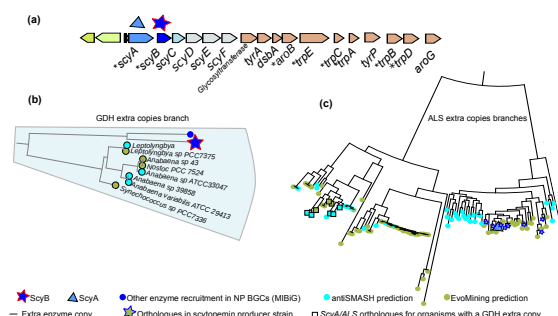 (a)
*scyA
*scyB
scyC
scyD
scyE
scyF
Glycosyltransferase
tyrA
dsbA
*aroB
*trpE
*trpC
trpA
tyrP
*trpB
*trpD
aroG
(b)
GDH extra copies branch
Leptolyngbya
Leptolyngbya sp PCC7375
Anabaena sp 43
Nostoc PCC 7524
Anabaena sp ATCC33047
Anabaena sp 39858
Anabaena variabilis ATCC 29413
Synechococcus sp PCC7336
(c)
ALS extra copies branches
ScyB
ScyA
Other enzyme recruitment in NP BGCs (MIBiG)
antiSMASH prediction
EvoMining prediction
Extra enzyme copy
Orthologues in scytonemin producer strain
ScyA/ALS orthologues for organisms with a GDH extra copy